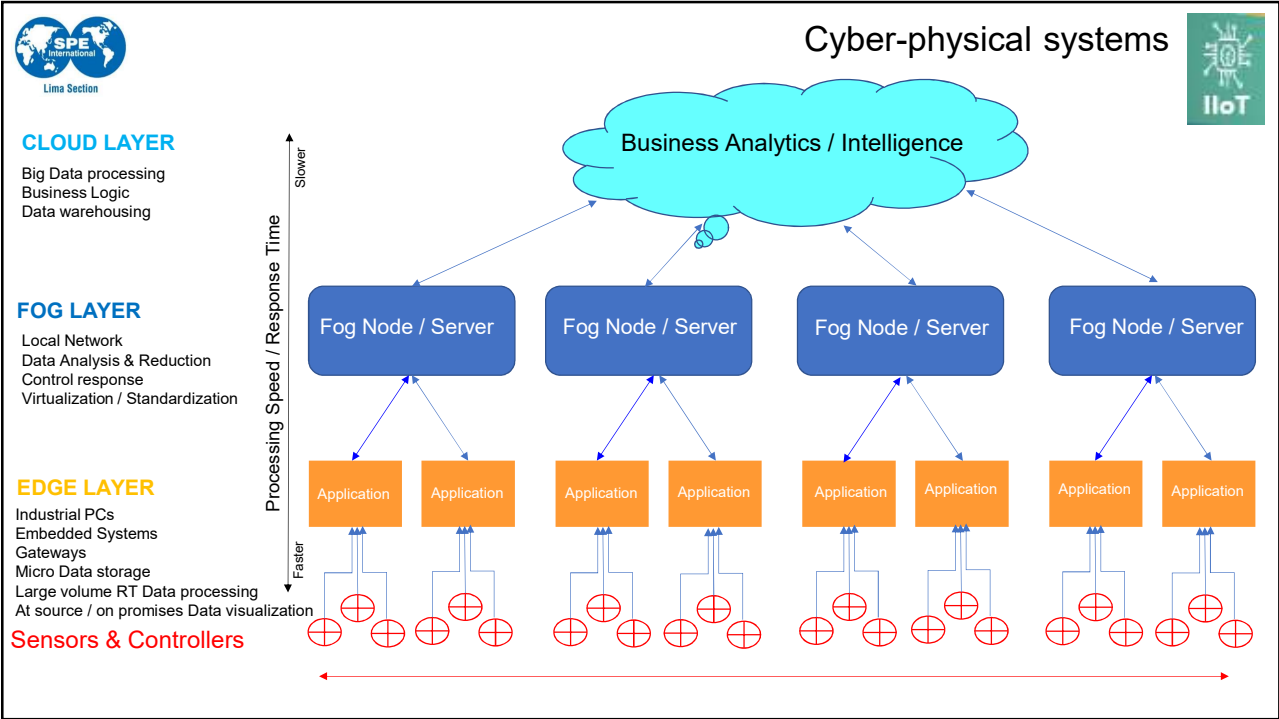 SPE
International
Lima Section
Cyber-physical systems
IIoT
CLOUD LAYER
Big Data processing
Business Logic
Data warehousing
Slower
Business Analytics / Intelligence
Processing Speed / Response Time
FOG LAYER
Local Network
Data Analysis & Reduction
Control response
Virtualization / Standardization
Fog Node / Server
Fog Node / Server
Fog Node / Server
Fog Node / Server
EDGE LAYER
Industrial PCs
Embedded Systems
Gateways
Micro Data storage
Large volume RT Data processing
At source / on promises Data visualization
Faster
Application
Application
Application
Application
Application
Application
Application
Application
Sensors & Controllers